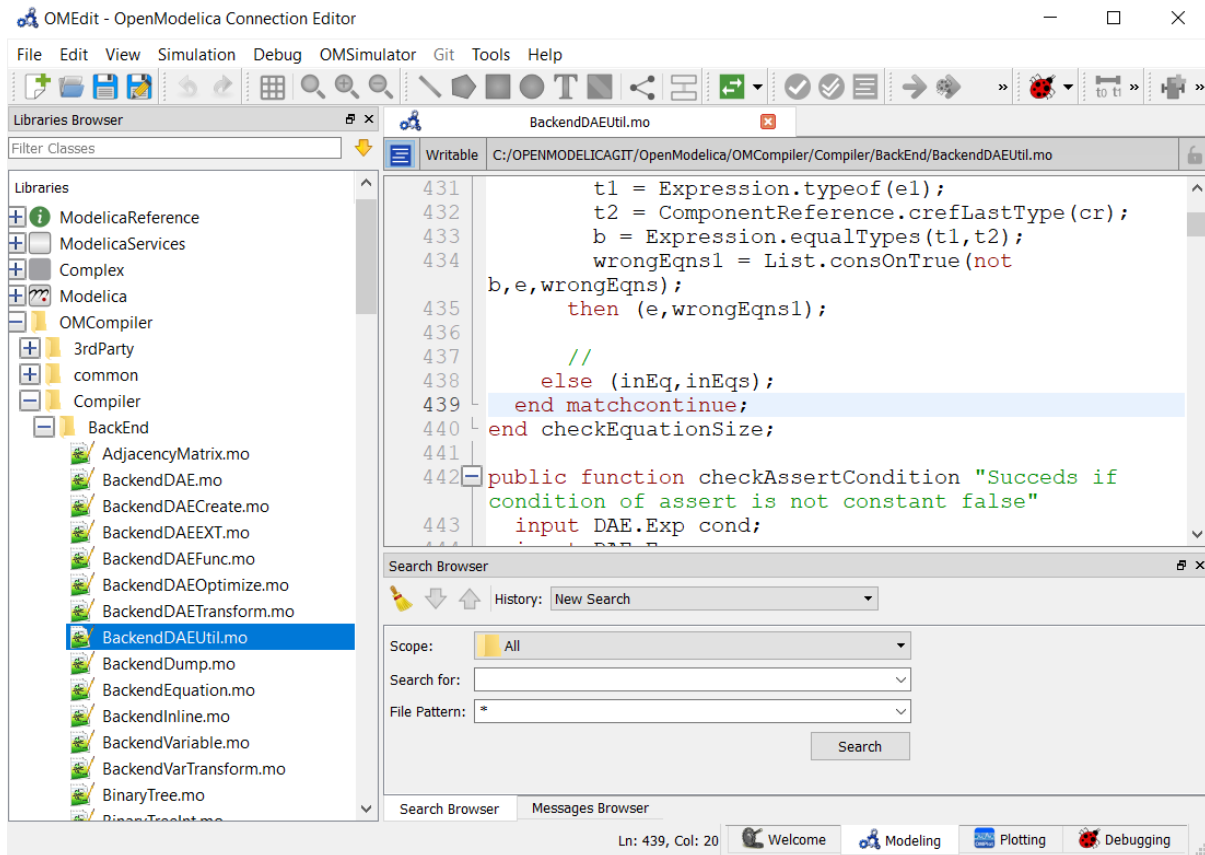 OMEdit - OpenModelica Connection Editor
File Edit View Simulation Debug OMSimulator Git Tools Help
T » to t1 » »
Libraries Browser
Filter Classes
Libraries
ModelicaReference
ModelicaServices
Complex
Modelica
OMCompiler
3rdParty
common
Compiler
BackEnd
AdjacencyMatrix.mo
BackendDAE.mo
BackendDAECreate.mo
BackendDAEEXT.mo
BackendDAEFunc.mo
BackendDAEOptimize.mo
BackendDAETransform.mo
BackendDAEUtil.mo
BackendDump.mo
BackendEquation.mo
BackendInline.mo
BackendVariable.mo
BackendVarTransform.mo
BinaryTree.mo
BinaryTreeInt.mo
BackendDAEUtil.mo
Writable C:/OPENMODELICAGIT/OpenModelica/OMCompiler/Compiler/BackEnd/BackendDAEUtil.mo
431 t1 = Expression.typeof(e1);
432 t2 = ComponentReference.crefLastType(cr);
433 b = Expression.equalTypes(t1,t2);
434 wrongEqns1 = List.consOnTrue(not
b,e,wrongEqns);
435 then (e,wrongEqns1);
436
437 //
438 else (inEq,inEqs);
439 end matchcontinue;
440 end checkEquationSize;
441
442 public function checkAssertCondition "Succeds if
condition of assert is not constant false"
443 input DAE.Exp cond;
Search Browser
History: New Search
Scope: All
Search for:
File Pattern: *
Search
Search Browser Messages Browser
Ln: 439, Col: 20 Welcome Modeling Plotting Debugging